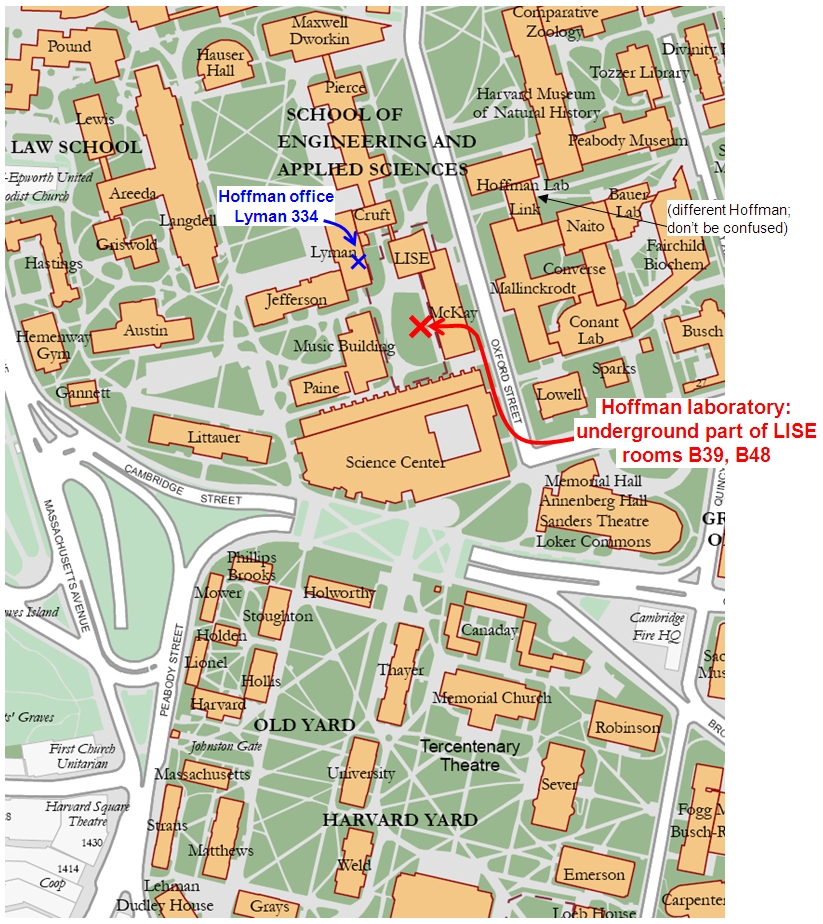 Maxwell
Dworkin
Comparative
Zoology
Pound
Hauser
Hall
Divinity
Tozzer Library
Pierce
Harvard Museum
of Natural History
Lewis
SCHOOL OF
ENGINEERING AND
APPLIED SCIENCES
LAW SCHOOL
Peabody Museum
-Epworth United
odist Church
Areeda
Hoffman office
Lyman 334
Hoffman Lab
Link
Bauer
Lab
(different Hoffman;
don't be confused)
Langdell
Cruft
Naito
Griswold
Lyman
LISE
Fairchild
Biochem.
Hastings
Converse
Mallinckrodt
Jefferson
McKay
Hemenway
Gym
Austin
Music Building
Conant
Lab
Busch
OXFORD STREET
Sparks
Gannett
Paine
Lowell
27
Hoffman laboratory:
underground part of LISE
rooms B39, B48
Littauer
Science Center
CAMBRIDGE STREET
Memorial Hall
Annenberg Hall
Sanders Theatre
Loker Commons
QUINCY
GR
O
MASSACHUSETTS AVENUE
Phillips
Brooks
Mower
Holworthy
Stoughton
wes Island
Cambridge
Fire HQ
Holden
Canaday
PEABODY STREET
Lionel
Hollis
Thayer
Sac
Mus
Harvard
Memorial Church
ts' Graves
OLD YARD
Robinson
BRO
Johnston Gate
First Church
Unitarian
Tercentenary
Theatre
Massachusetts
University
Sever
Harvard Square
Theatre
Straus
HARVARD YARD
Fogg M
Busch-R
1430
Matthews
Weld
1414
Coop
Emerson
Lehman
Dudley House
Grays
Loeb House
Carpenter